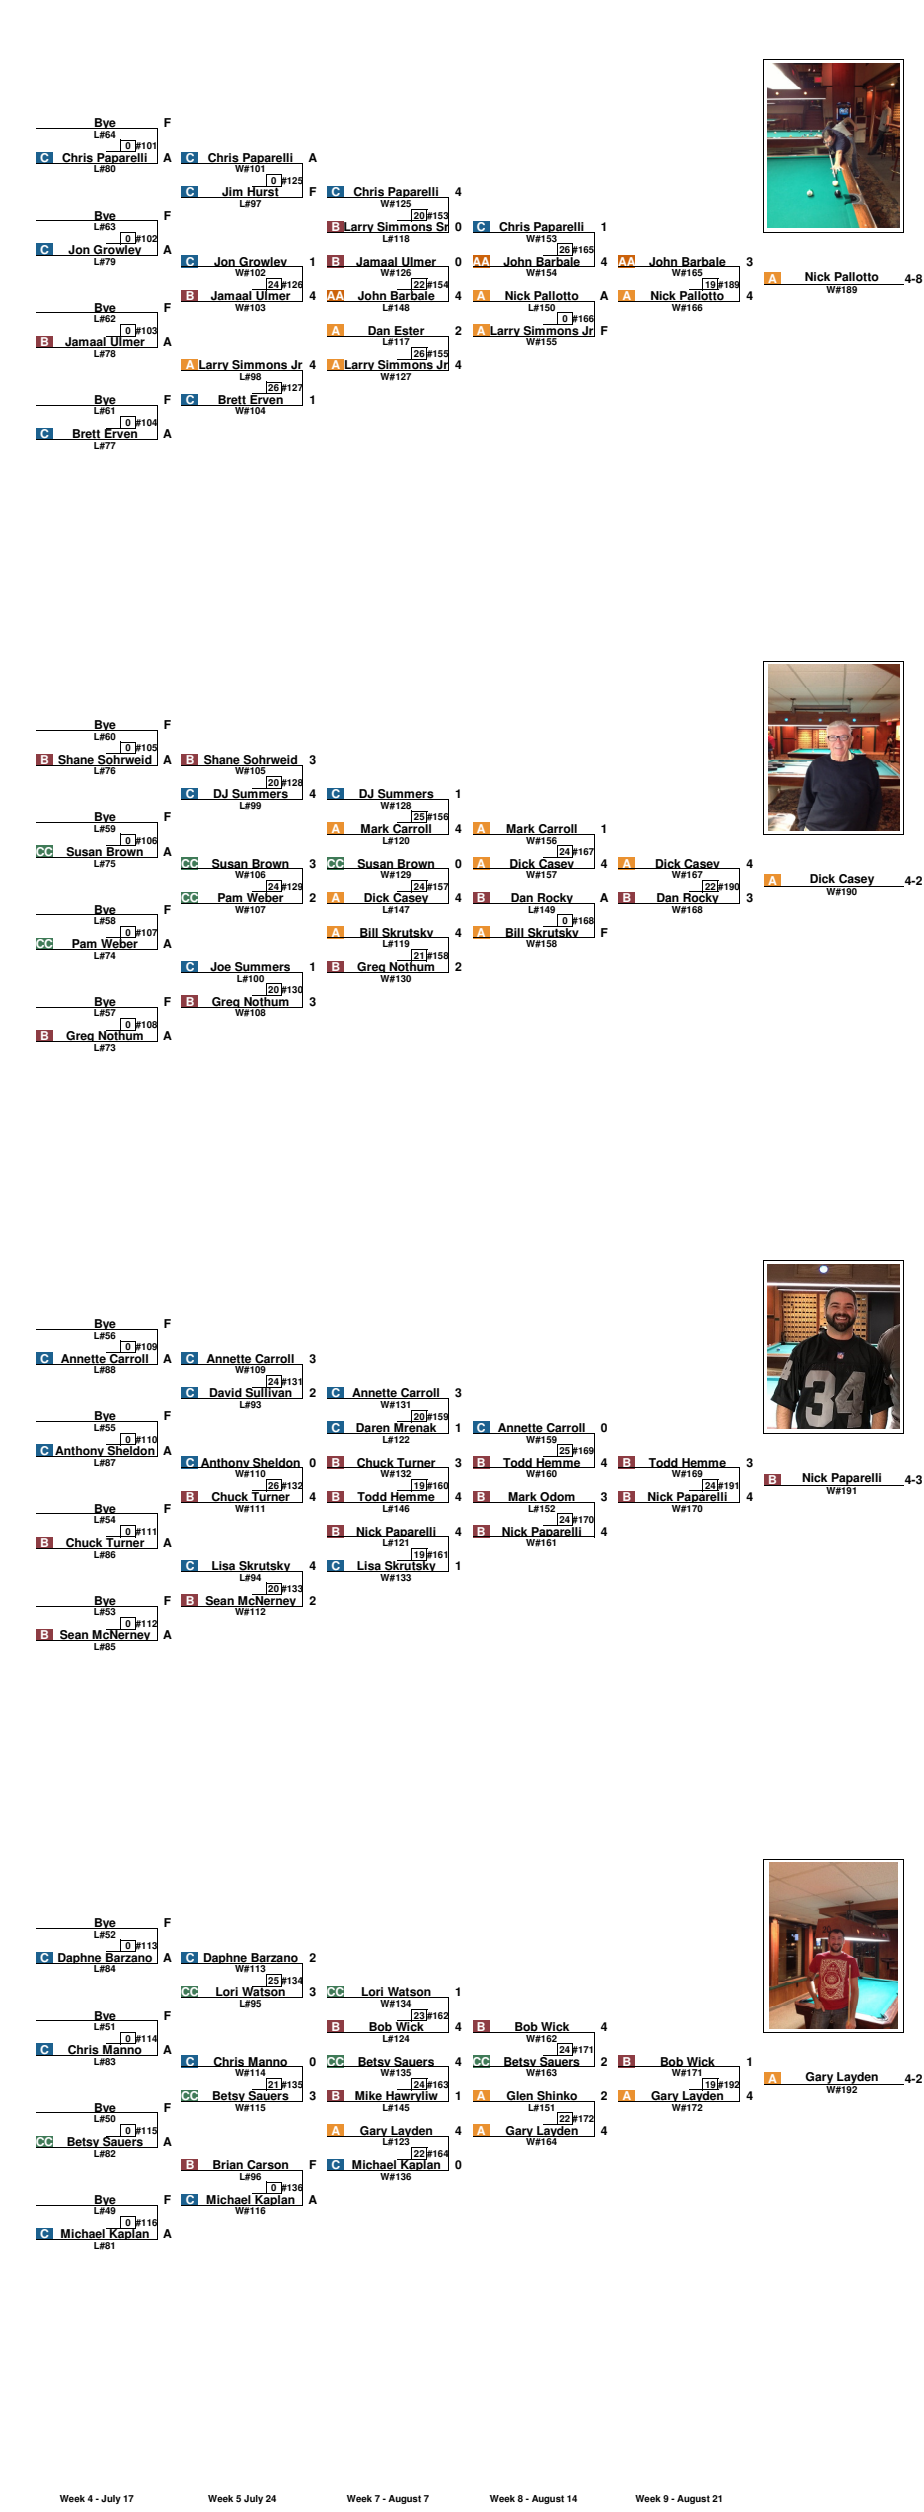 Bye F
L#64
0 #101
C Chris Paparelli A C Chris Paparelli A
L#80 W#101
0 #125
C Jim Hurst F C Chris Paparelli 4
L#97 W#125
Bye F
L#63 20 #153
B Larry Simmons Sr 0 C Chris Paparelli 1
L#118 W#153
0 #102
C Jon Growley A
L#79
26 #165
C Jon Growley 1 B Jamaal Ulmer 0 AA John Barbale 4 AA John Barbale 3
W#102 W#126 W#154 W#165
24 #126 22 #154 19 #189
A Nick Pallotto 4-8
W#189
B Jamaal Ulmer 4 AA John Barbale 4 A Nick Pallotto A A Nick Pallotto 4
W#103 L#148 L#150 W#166
Bye F
L#62
0 #166
0 #103
A Dan Ester 2 A Larry Simmons Jr F
L#117 W#155
B Jamaal Ulmer A
L#78
26 #155
A Larry Simmons Jr 4 A Larry Simmons Jr 4
L#98 W#127
26 #127
Bye F C Brett Erven 1
L#61 W#104
0 #104
C Brett Erven A
L#77
Bye F
L#60
0 #105
B Shane Sohrweid A B Shane Sohrweid 3
L#76 W#105
20 #128
C DJ Summers 4 C DJ Summers 1
L#99 W#128
Bye F
L#59 25 #156
A Mark Carroll 4 A Mark Carroll 1
L#120 W#156
0 #106
CC Susan Brown A
L#75
24 #167
CC Susan Brown 3 CC Susan Brown 0 A Dick Casey 4 A Dick Casey 4
W#106 W#129 W#157 W#167
24 #129 24 #157 22 #190
A Dick Casey 4-2
W#190
CC Pam Weber 2 A Dick Casey 4 B Dan Rocky A B Dan Rocky 3
W#107 L#147 L#149 W#168
Bye F
L#58
0 #168
0 #107
A Bill Skrutsky 4 A Bill Skrutsky F
L#119 W#158
CC Pam Weber A
L#74
21 #158
C Joe Summers 1 B Greg Nothum 2
L#100 W#130
20 #130
Bye F B Greg Nothum 3
L#57 W#108
0 #108
B Greg Nothum A
L#73
Bye F
L#56
0 #109
C Annette Carroll A C Annette Carroll 3
L#88 W#109
24 #131
C David Sullivan 2 C Annette Carroll 3
L#93 W#131
Bye F
L#55 20 #159
C Daren Mrenak 1 C Annette Carroll 0
L#122 W#159
0 #110
C Anthony Sheldon A
L#87
25 #169
C Anthony Sheldon 0 B Chuck Turner 3 B Todd Hemme 4 B Todd Hemme 3
W#110 W#132 W#160 W#169
26 #132 19 #160 24 #191
B Nick Paparelli 4-3
W#191
B Chuck Turner 4 B Todd Hemme 4 B Mark Odom 3 B Nick Paparelli 4
W#111 L#146 L#152 W#170
Bye F
L#54
24 #170
0 #111
B Nick Paparelli 4 B Nick Paparelli 4
L#121 W#161
B Chuck Turner A
L#86
19 #161
C Lisa Skrutsky 4 C Lisa Skrutsky 1
L#94 W#133
20 #133
Bye F B Sean McNerney 2
L#53 W#112
0 #112
B Sean McNerney A
L#85
34
Bye F
L#52
0 #113
C Daphne Barzano A C Daphne Barzano 2
L#84 W#113
25 #134
CC Lori Watson 3 CC Lori Watson 1
L#95 W#134
Bye F
L#51 23 #162
B Bob Wick 4 B Bob Wick 4
L#124 W#162
0 #114
C Chris Manno A
L#83
24 #171
C Chris Manno 0 CC Betsy Sauers 4 CC Betsy Sauers 2 B Bob Wick 1
W#114 W#135 W#163 W#171
21 #135 24 #163 19 #192
A Gary Layden 4-2
W#192
CC Betsy Sauers 3 B Mike Hawryliw 1 A Glen Shinko 2 A Gary Layden 4
W#115 L#145 L#151 W#172
Bye F
L#50
22 #172
0 #115
A Gary Layden 4 A Gary Layden 4
L#123 W#164
CC Betsy Sauers A
L#82
22 #164
B Brian Carson F C Michael Kaplan 0
L#96 W#136
0 #136
Bye F C Michael Kaplan A
L#49 W#116
0 #116
C Michael Kaplan A
L#81
Week 4 - July 17 Week 5 July 24 Week 7 - August 7 Week 8 - August 14 Week 9 - August 21